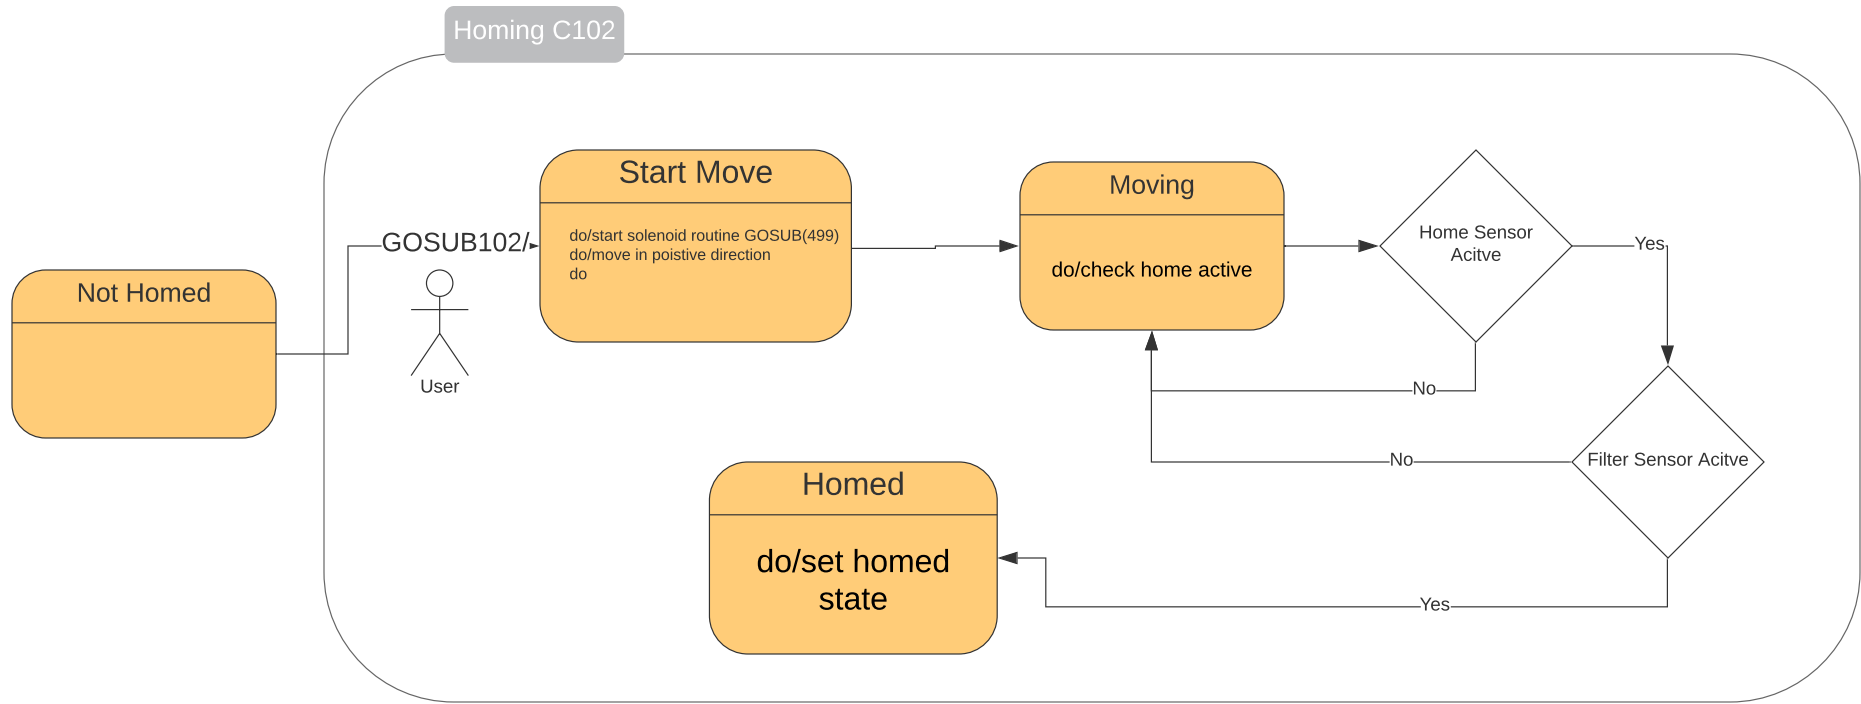 Homing C102
Not Homed
GOSUB102/
User
Start Move
do/start solenoid routine GOSUB(499)
do/move in poistive direction
do
Moving
do/check home active
Home Sensor
Acitve
Yes
No
Filter Sensor Acitve
No
Yes
Homed
do/set homed
state